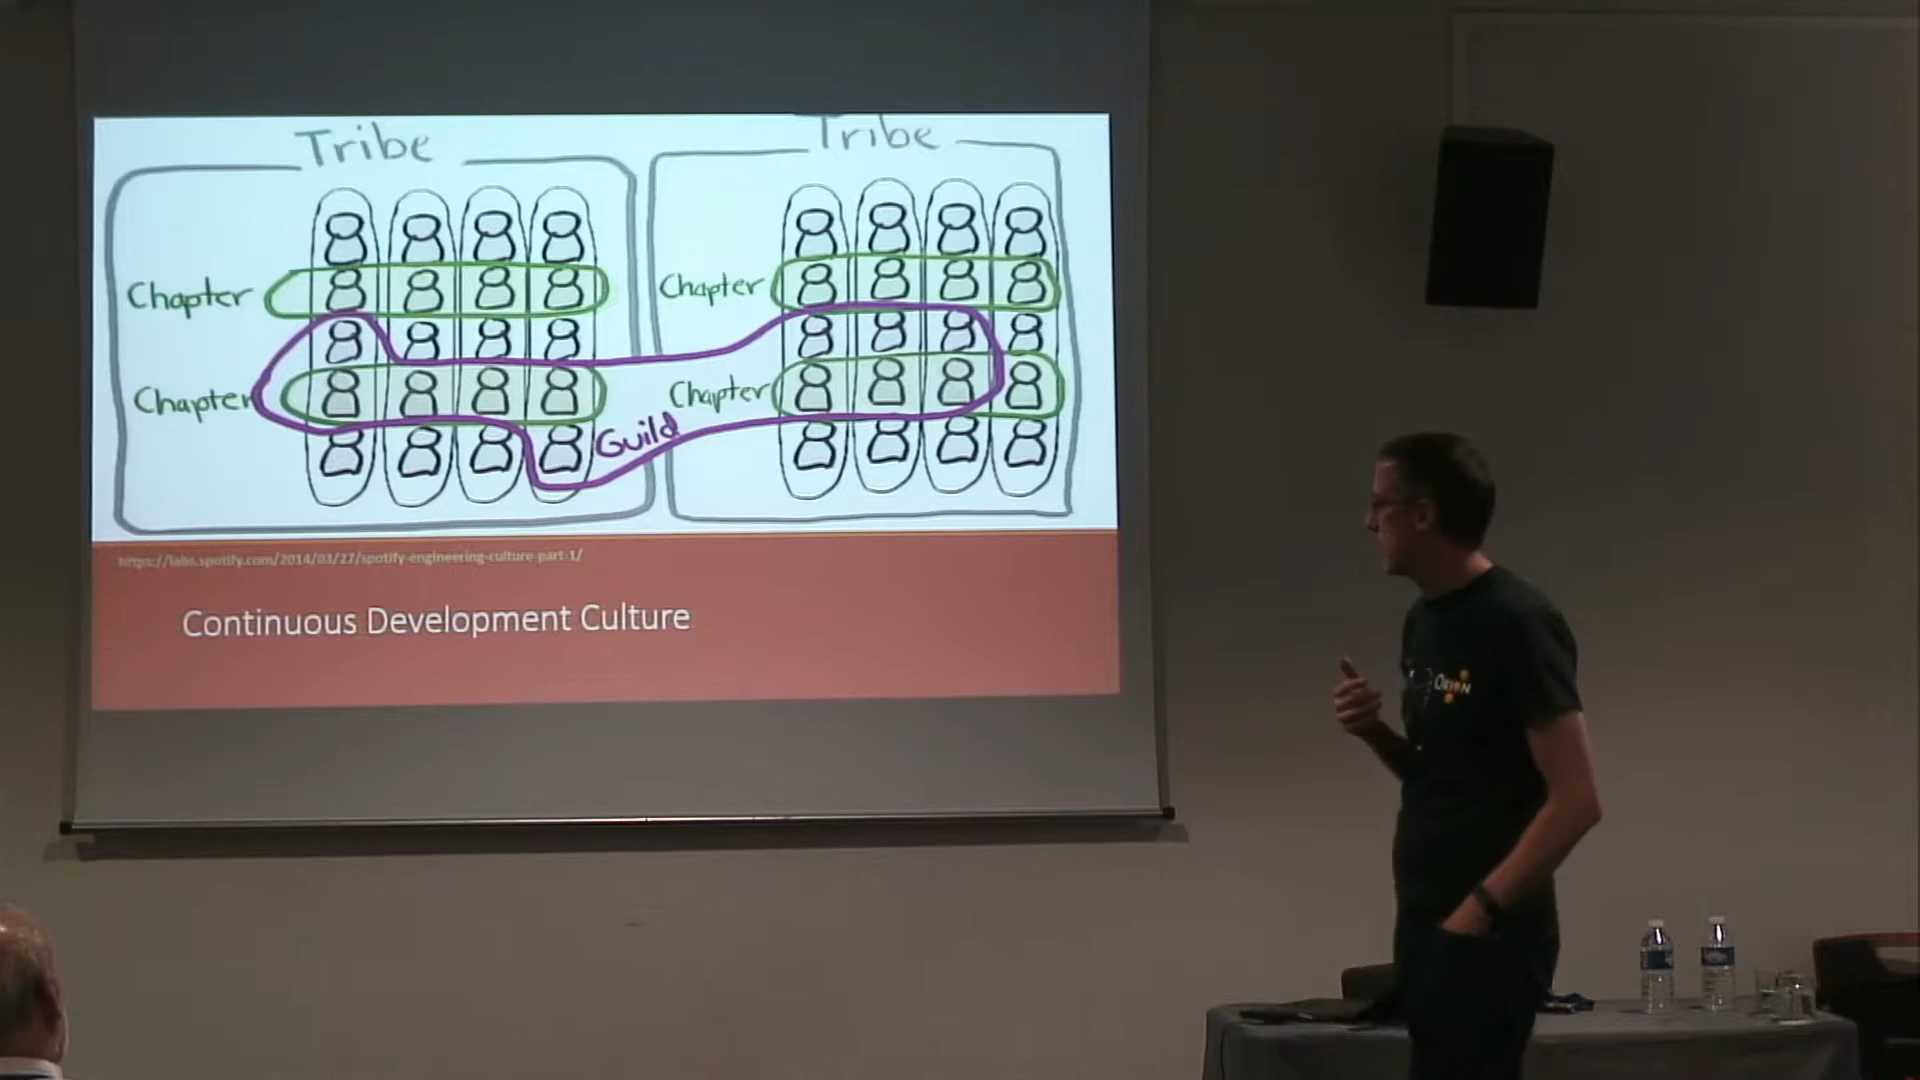 Tribe
Tribe
Chapter
Chapter
Chapter
Chapter
Guild
https://labs.spotify.com/2014/03/27/spotify-engineering-culture-part-1/
Continuous Development Culture
Orion